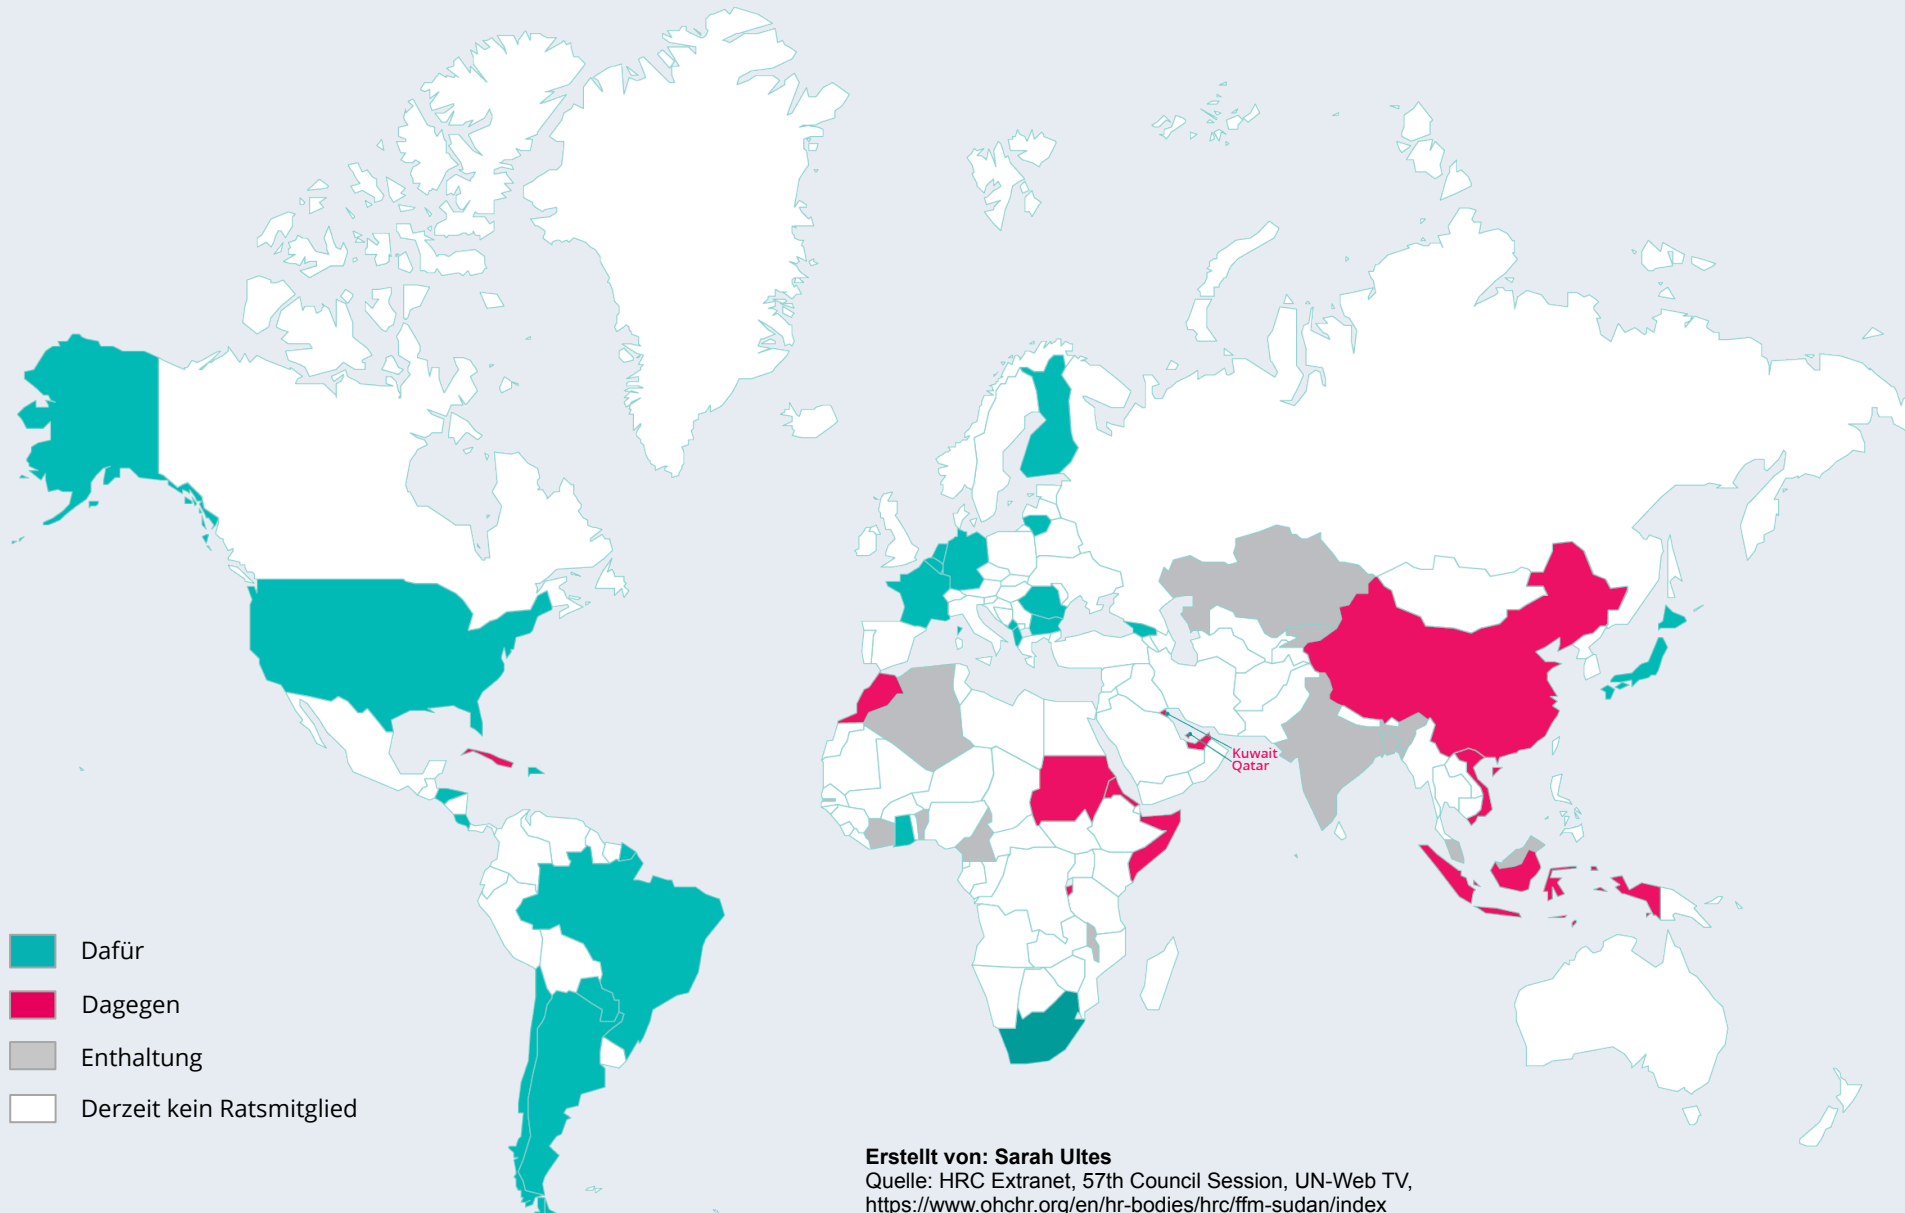 Kuwait
Qatar
Dafür
Dagegen
Enthaltung
Derzeit kein Ratsmitglied
Erstellt von: Sarah Ultes
Quelle: HRC Extranet, 57th Council Session, UN-Web TV,
https://www.ohchr.org/en/hr-bodies/hrc/ffm-sudan/index